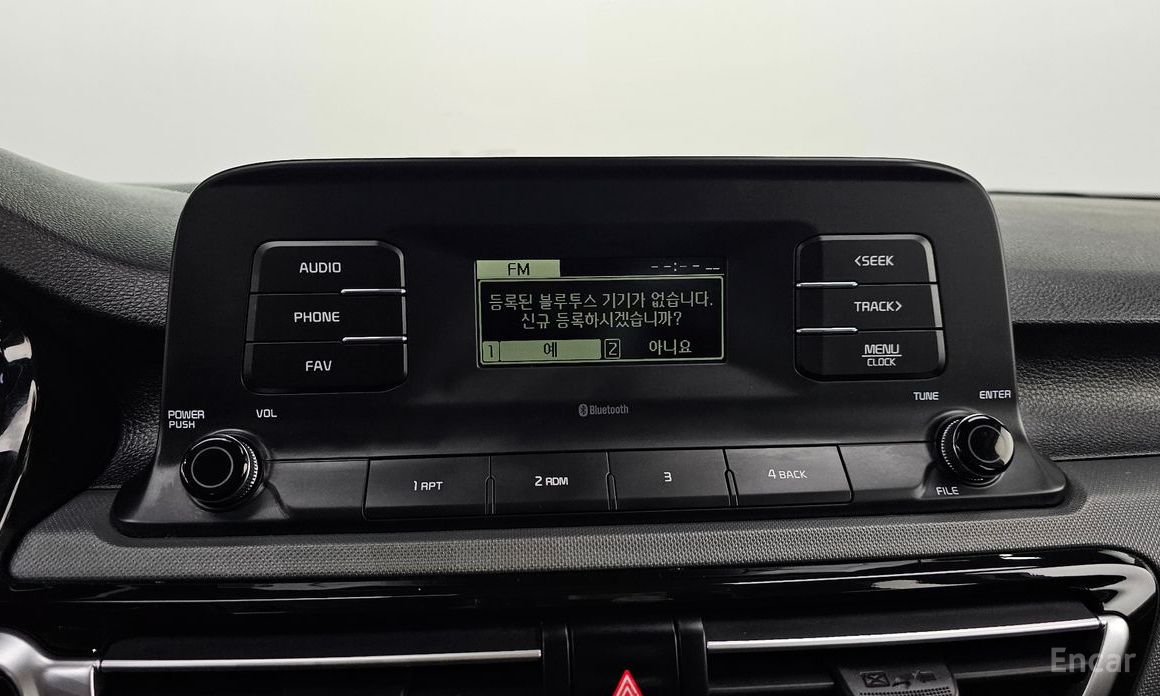 AUDIO
PHONE
FAV
FM
--:-- --
등록된 블루투스 기기가 없습니다.
신규 등록하시겠습니까?
1 예 2 아니요
<SEEK
TRACK>
MENU
CLOCK
POWER
PUSH
VOL
Bluetooth
TUNE
ENTER
1 RPT
2 RDM
3
4 BACK
FILE
Encar